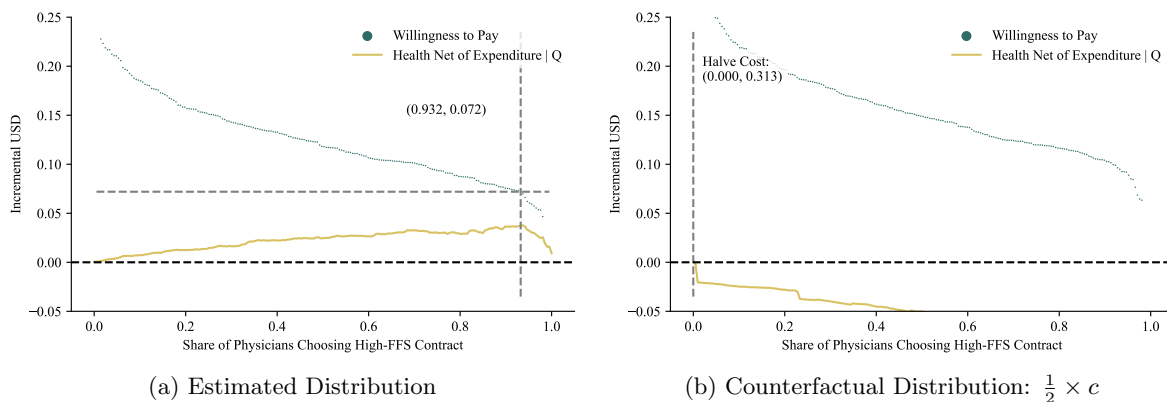 0.25
0.20
0.15
0.10
0.05
0.00
−0.05
Incremental USD
Willingness to Pay
Health Net of Expenditure | Q
(0.932, 0.072)
0.0 0.2 0.4 0.6 0.8 1.0
Share of Physicians Choosing High-FFS Contract
(a) Estimated Distribution
0.25
0.20
0.15
0.10
0.05
0.00
−0.05
Incremental USD
Willingness to Pay
Health Net of Expenditure | Q
Halve Cost:
(0.000, 0.313)
0.0 0.2 0.4 0.6 0.8 1.0
Share of Physicians Choosing High-FFS Contract
(b) Counterfactual Distribution: ½ × c